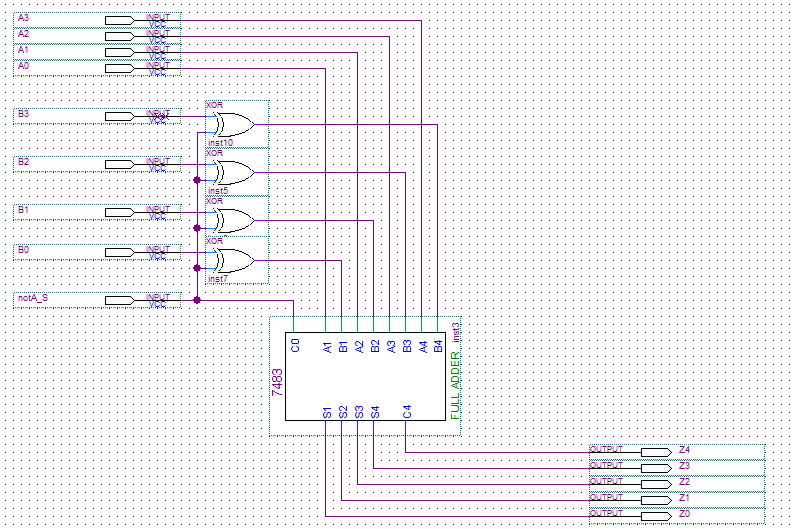 A3 INPUT VCC
A2 INPUT VCC
A1 INPUT VCC
A0 INPUT VCC
XOR
B3 INPUT VCC
inst10
XOR
B2 INPUT VCC
inst5
XOR
B1 INPUT VCC
XOR
B0 INPUT VCC
inst7
notA_S INPUT VCC
C0 A1 B1 A2 B2 A3 B3 A4 B4
inst3
7483
FULL ADDER
S1 S2 S3 S4 C4
OUTPUT Z4
OUTPUT Z3
OUTPUT Z2
OUTPUT Z1
OUTPUT Z0